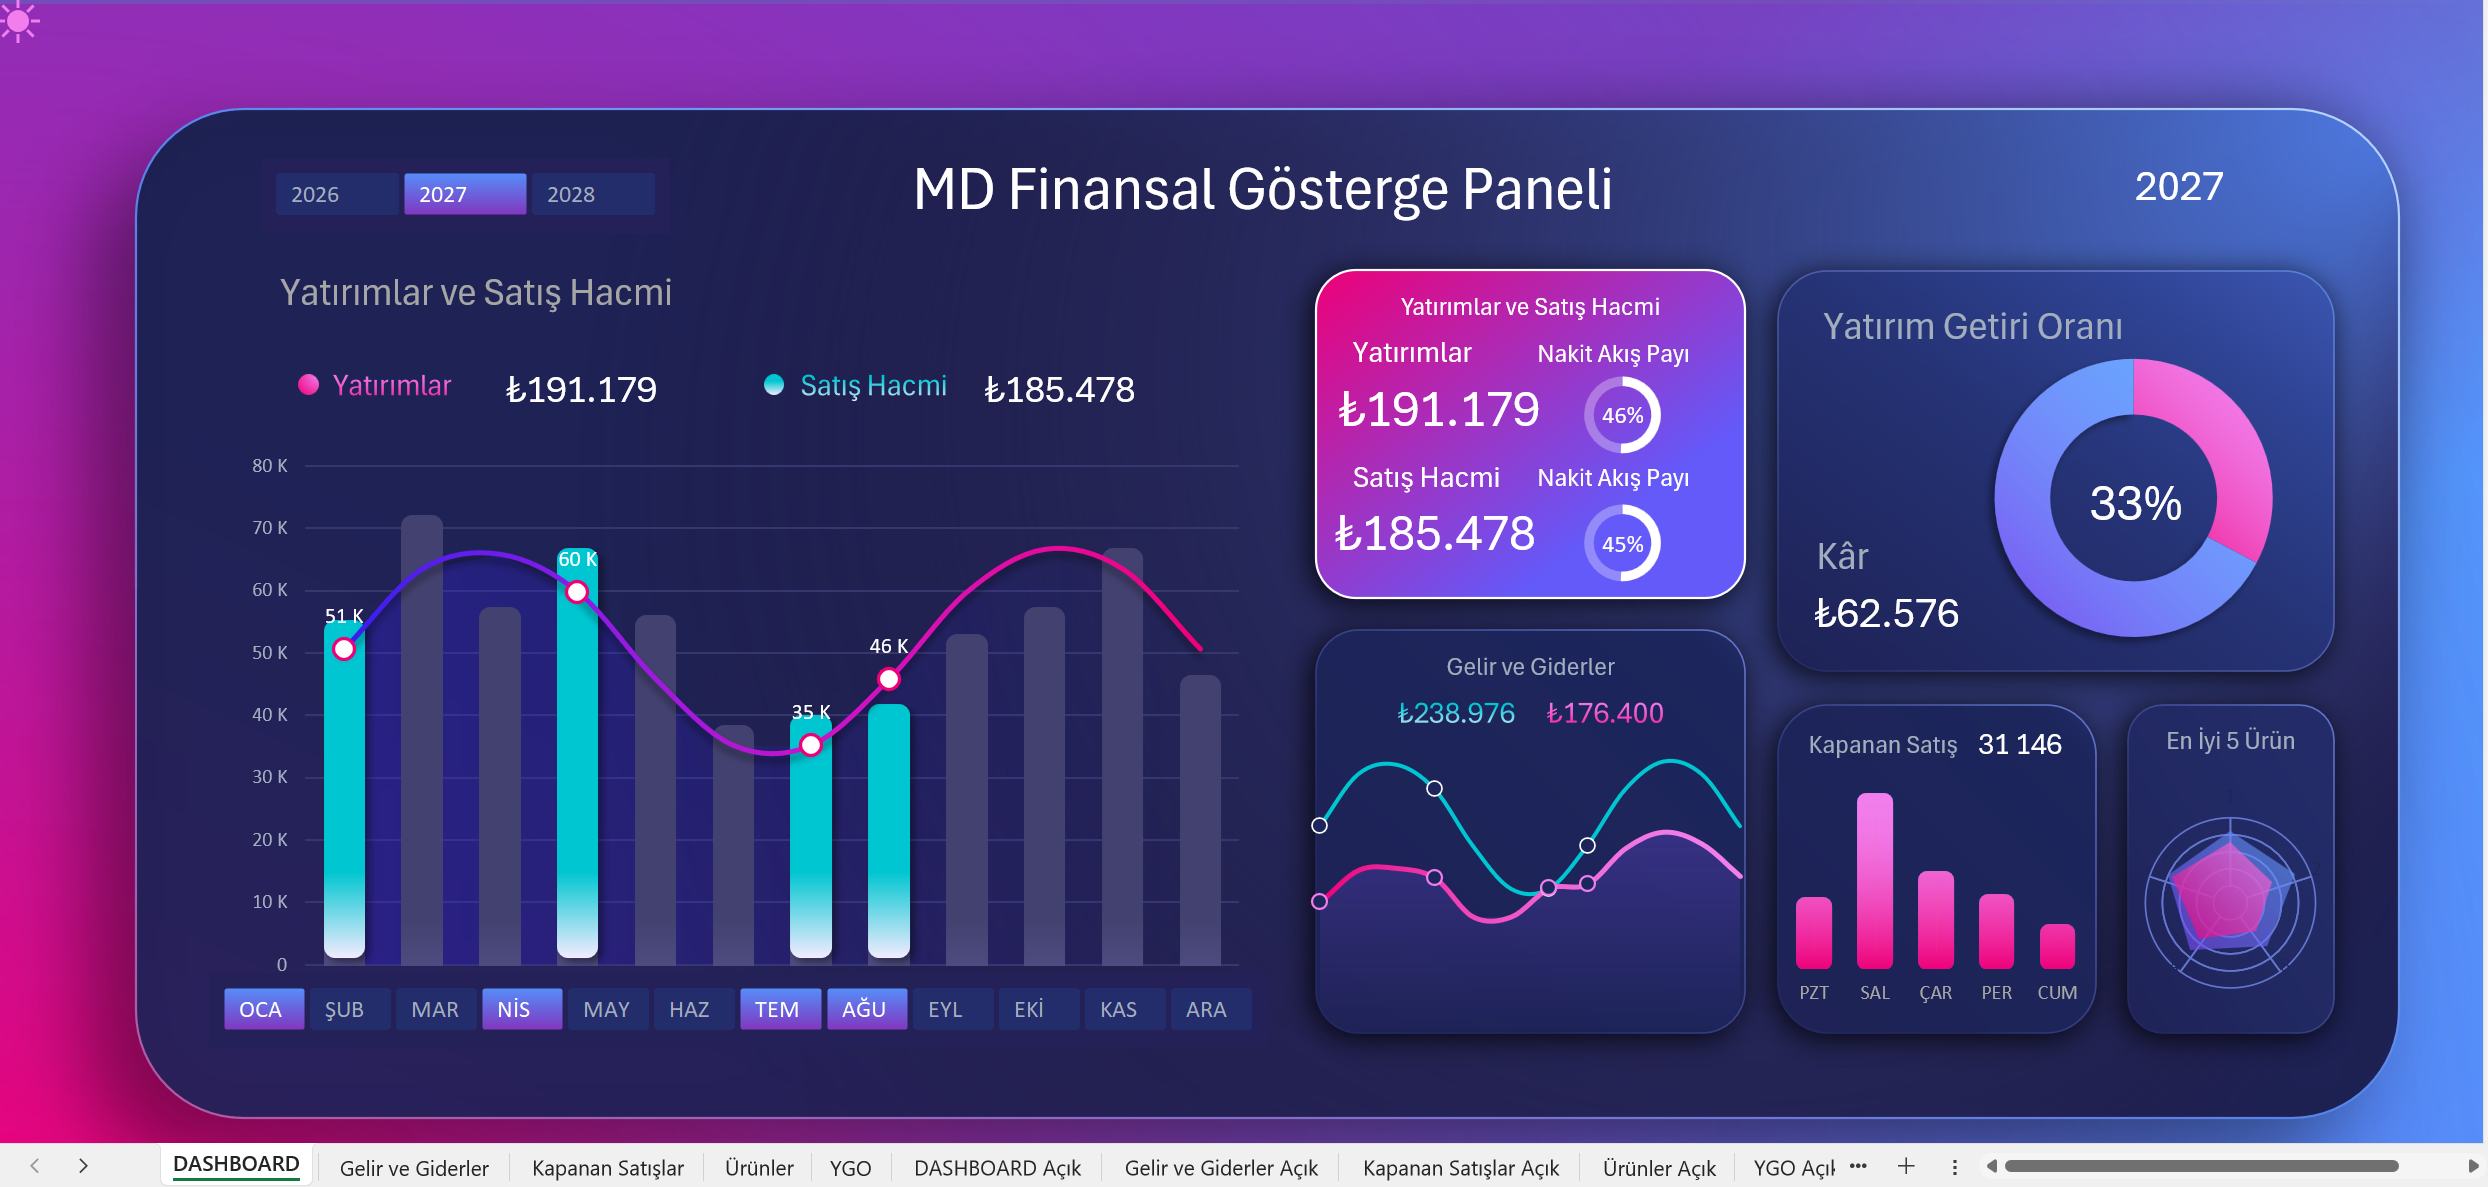 2026 2027 2028
MD Finansal Gösterge Paneli
2027
Yatırımlar ve Satış Hacmi
Yatırımlar ₺191.179 Satış Hacmi ₺185.478
80 K
70 K
60 K
50 K
40 K
30 K
20 K
10 K
0
51 K
60 K
35 K
46 K
OCA ŞUB MAR NİS MAY HAZ TEM AĞU EYL EKİ KAS ARA
Yatırımlar ve Satış Hacmi
Yatırımlar Nakit Akış Payı
₺191.179 46%
Satış Hacmi Nakit Akış Payı
₺185.478 45%
Yatırım Getiri Oranı
33%
Kâr
₺62.576
Gelir ve Giderler
₺238.976 ₺176.400
Kapanan Satış 31 146
PZT SAL ÇAR PER CUM
En İyi 5 Ürün
DASHBOARD Gelir ve Giderler Kapanan Satışlar Ürünler YGO DASHBOARD Açık Gelir ve Giderler Açık Kapanan Satışlar Açık Ürünler Açık YGO Açık